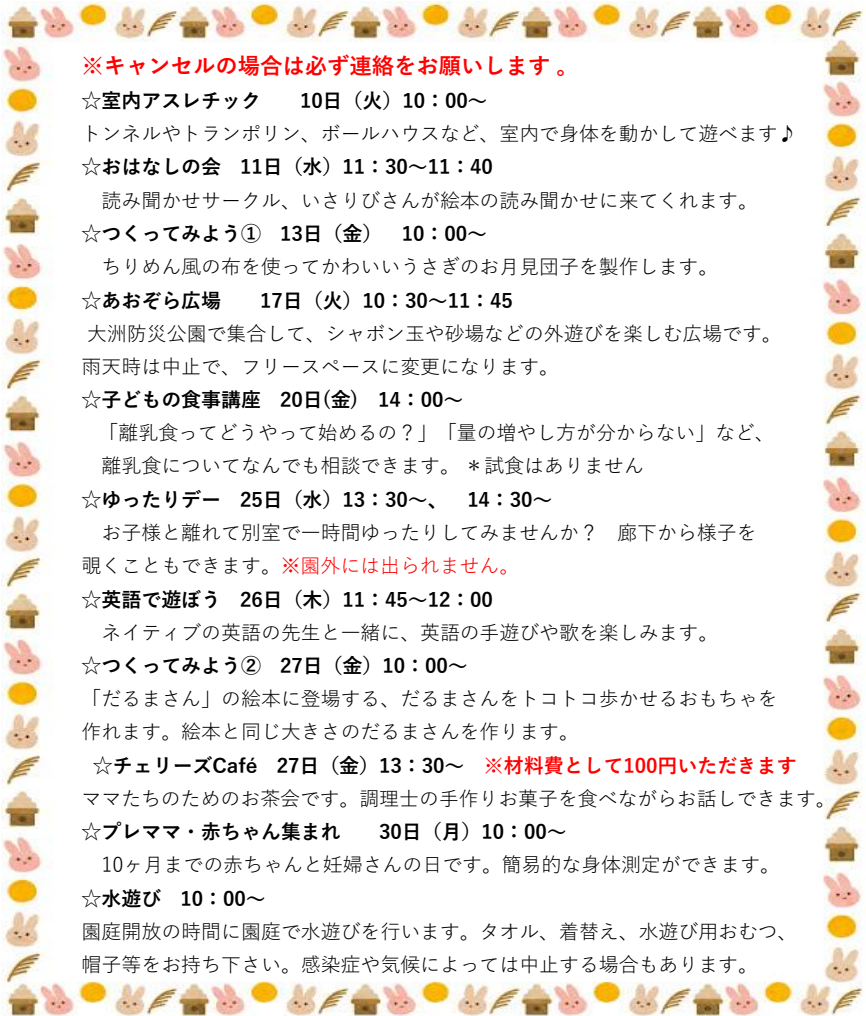 ※キャンセルの場合は必ず連絡をお願いします 。
☆室内アスレチック　　10日（火）10：00～
トンネルやトランポリン、ボールハウスなど、室内で身体を動かして遊べます♪
☆おはなしの会　11日（水）11：30～11：40
読み聞かせサークル、いさりびさんが絵本の読み聞かせに来てくれます。
☆つくってみよう①　13日（金）　10：00～
ちりめん風の布を使ってかわいいうさぎのお月見団子を製作します。
☆あおぞら広場　　17日（火）10：30～11：45
大洲防災公園で集合して、シャボン玉や砂場などの外遊びを楽しむ広場です。
雨天時は中止で、フリースペースに変更になります。
☆子どもの食事講座　20日(金)　14：00～
「離乳食ってどうやって始めるの？」「量の増やし方が分からない」など、
離乳食についてなんでも相談できます。 ＊試食はありません
☆ゆったりデー　25日（水）13：30～、　14：30～
お子様と離れて別室で一時間ゆったりしてみませんか？　廊下から様子を
覗くこともできます。※園外には出られません。
☆英語で遊ぼう　26日（木）11：45～12：00
ネイティブの英語の先生と一緒に、英語の手遊びや歌を楽しみます。
☆つくってみよう②　27日（金）10：00～
「だるまさん」の絵本に登場する、だるまさんをトコトコ歩かせるおもちゃを
作れます。絵本と同じ大きさのだるまさんを作ります。
☆チェリーズCafé　27日（金）13：30～　※材料費として100円いただきます
ママたちのためのお茶会です。調理士の手作りお菓子を食べながらお話しできます。
☆プレママ・赤ちゃん集まれ　　30日（月）10：00～
10ヶ月までの赤ちゃんと妊婦さんの日です。簡易的な身体測定ができます。
☆水遊び　10：00～
園庭開放の時間に園庭で水遊びを行います。タオル、着替え、水遊び用おむつ、
帽子等をお持ち下さい。感染症や気候によっては中止する場合もあります。